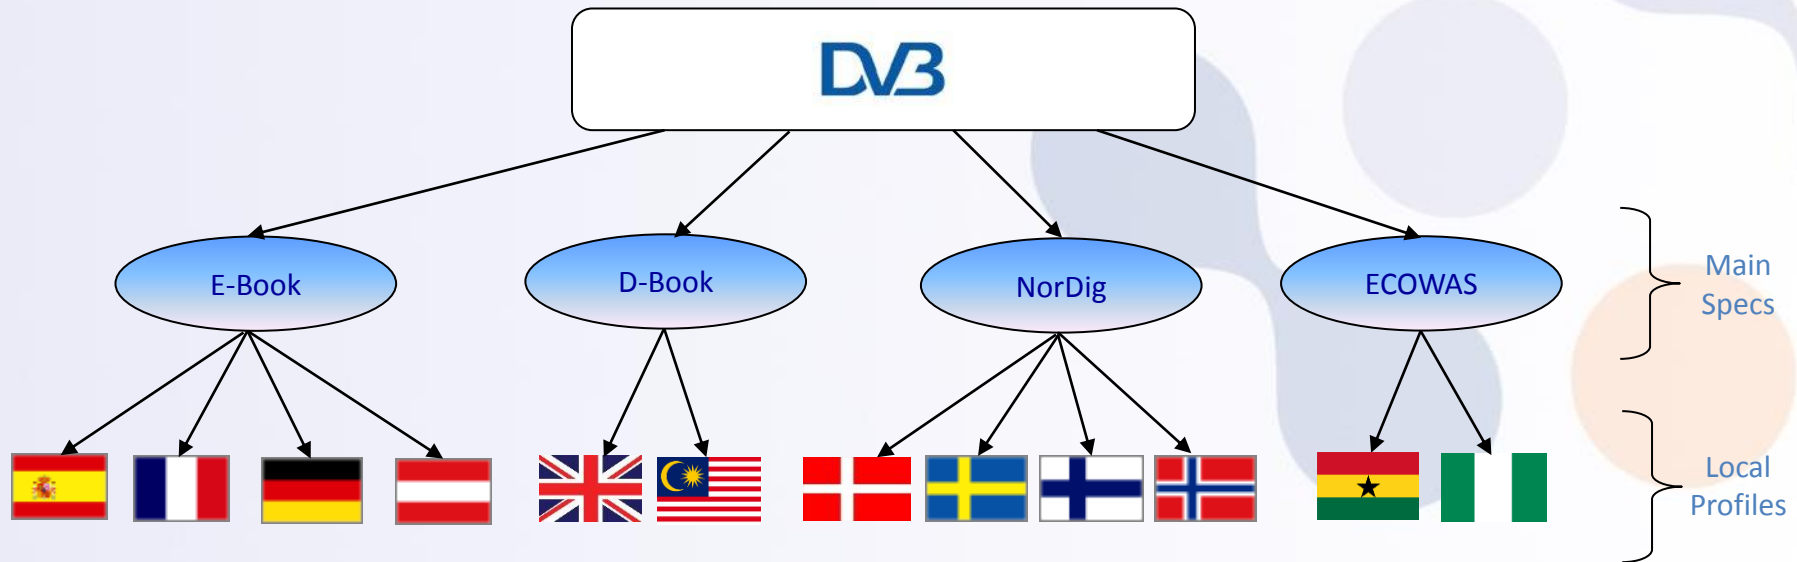 DVB
E-Book
D-Book
NorDig
ECOWAS
Main
Specs
Local
Profiles